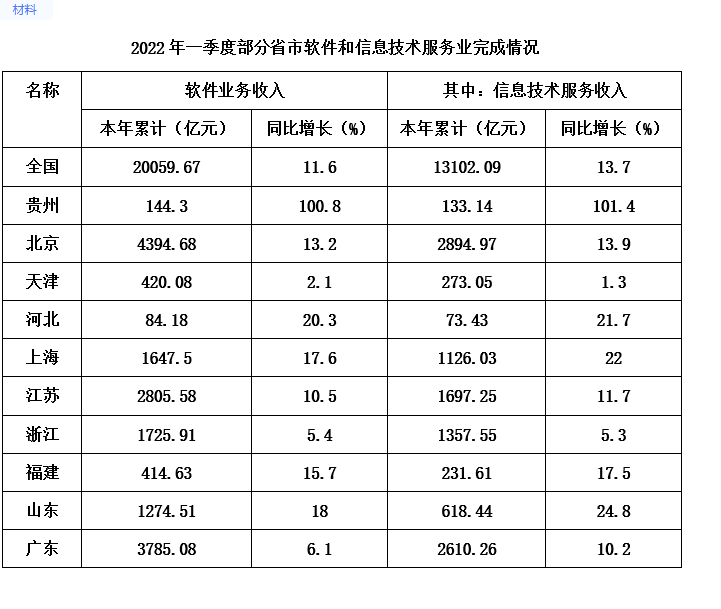 材料
2022年一季度部分省市软件和信息技术服务业完成情况
名称 软件业务收入 其中：信息技术服务收入
本年累计（亿元） 同比增长（%） 本年累计（亿元） 同比增长（%）
全国 20059.67 11.6 13102.09 13.7
贵州 144.3 100.8 133.14 101.4
北京 4394.68 13.2 2894.97 13.9
天津 420.08 2.1 273.05 1.3
河北 84.18 20.3 73.43 21.7
上海 1647.5 17.6 1126.03 22
江苏 2805.58 10.5 1697.25 11.7
浙江 1725.91 5.4 1357.55 5.3
福建 414.63 15.7 231.61 17.5
山东 1274.51 18 618.44 24.8
广东 3785.08 6.1 2610.26 10.2